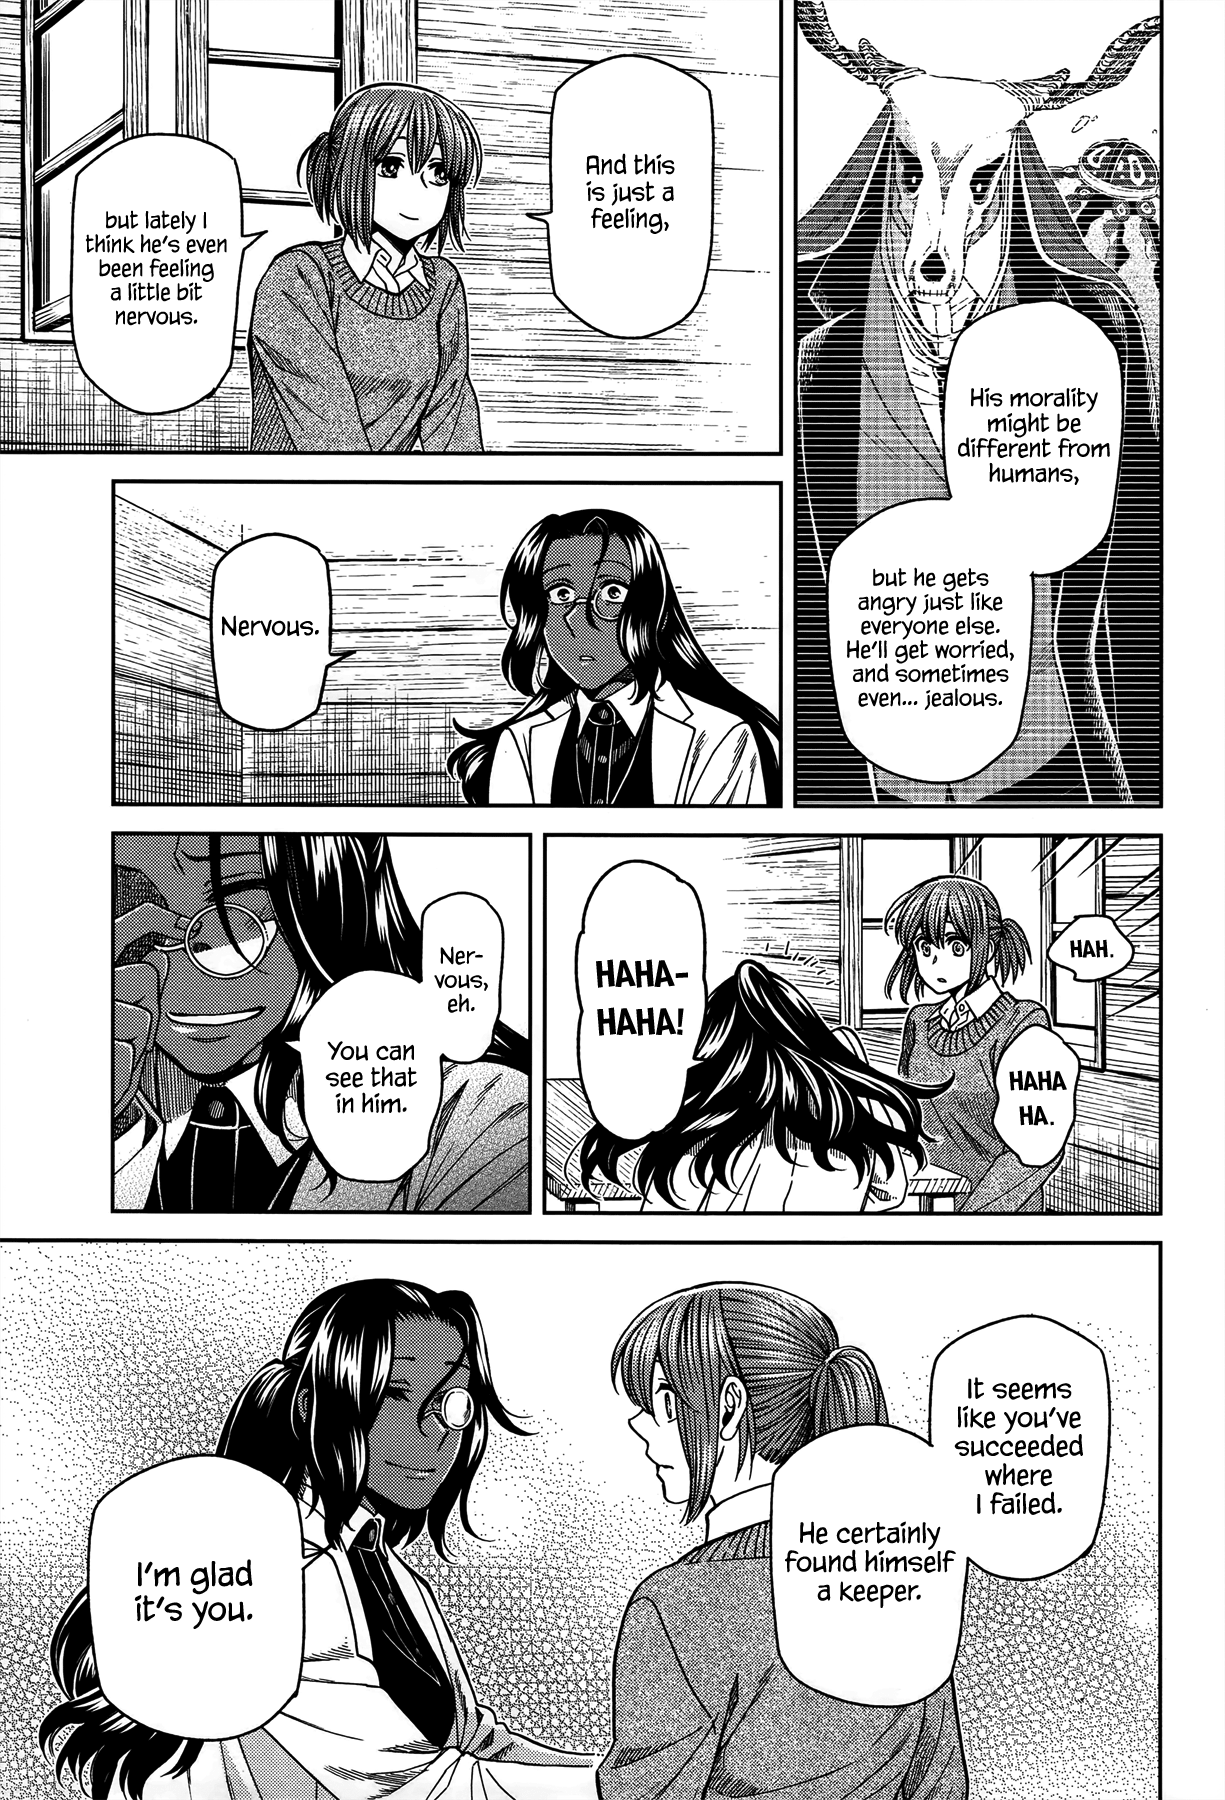 His morality
might be
different from
humans,
but he gets
angry just like
everyone else.
He'll get worried,
and sometimes
even... jealous.
And this
is just a
feeling,
but lately I
think he's even
been feeling
a little bit
nervous.
Nervous.
HAH.
HAHA
HA.
HAHA-
HAHA!
Ner-
vous,
eh.
You can
see that
in him.
It seems
like you've
succeeded
where
I failed.
He certainly
found himself
a keeper.
I'm glad
it's you.